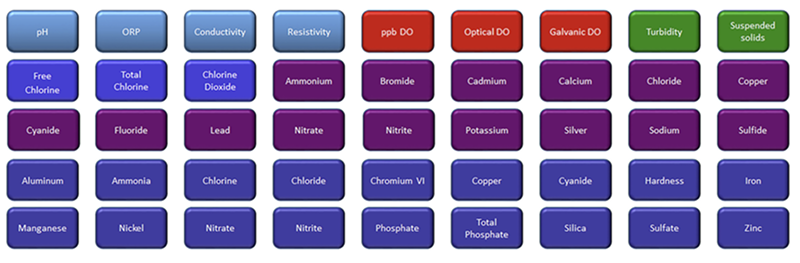 pH
ORP
Conductivity
Resistivity
ppb DO
Optical DO
Galvanic DO
Turbidity
Suspended
solids
Free
Chlorine
Total
Chlorine
Chlorine
Dioxide
Ammonium
Bromide
Cadmium
Calcium
Chloride
Copper
Cyanide
Fluoride
Lead
Nitrate
Nitrite
Potassium
Silver
Sodium
Sulfide
Aluminum
Ammonia
Chlorine
Chloride
Chromium VI
Copper
Cyanide
Hardness
Iron
Manganese
Nickel
Nitrate
Nitrite
Phosphate
Total
Phosphate
Silica
Sulfate
Zinc